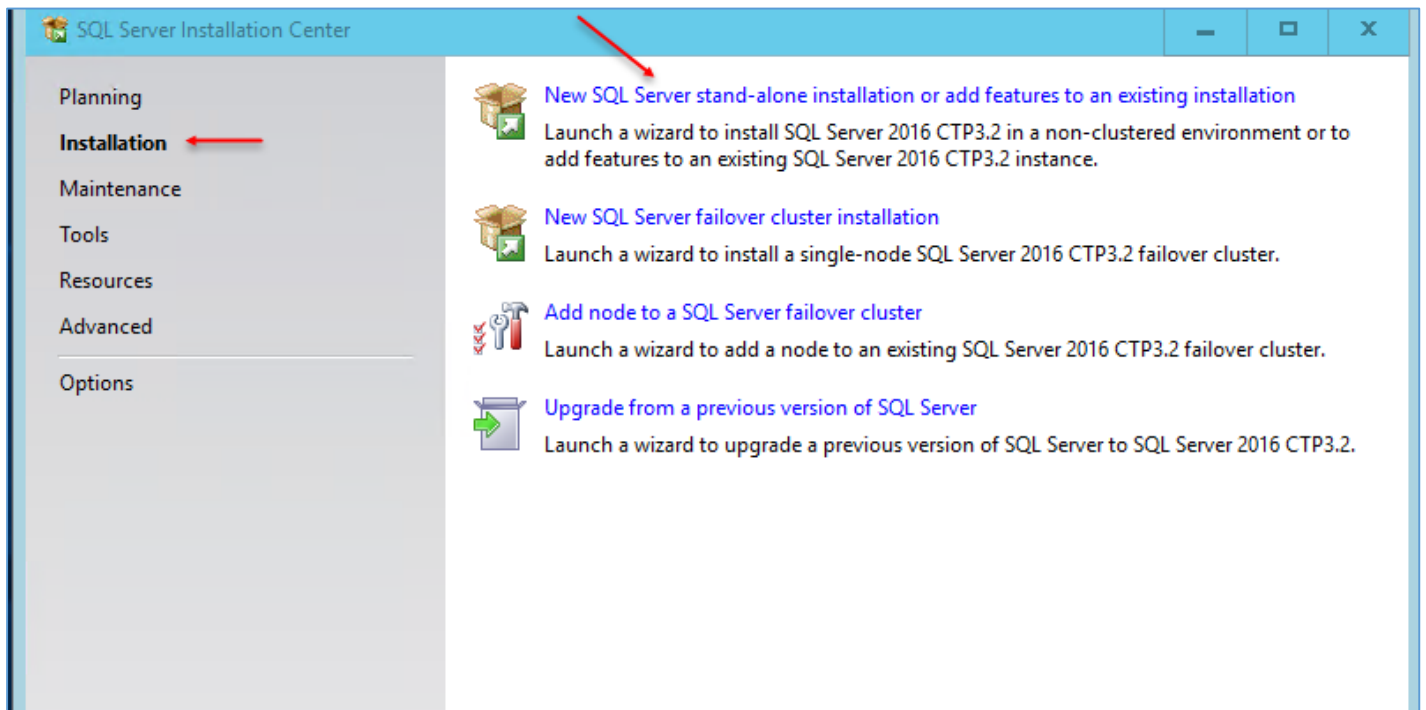 SQL Server Installation Center
Planning
Installation
Maintenance
Tools
Resources
Advanced
Options
New SQL Server stand-alone installation or add features to an existing installation
Launch a wizard to install SQL Server 2016 CTP3.2 in a non-clustered environment or to
add features to an existing SQL Server 2016 CTP3.2 instance.
New SQL Server failover cluster installation
Launch a wizard to install a single-node SQL Server 2016 CTP3.2 failover cluster.
Add node to a SQL Server failover cluster
Launch a wizard to add a node to an existing SQL Server 2016 CTP3.2 failover cluster.
Upgrade from a previous version of SQL Server
Launch a wizard to upgrade a previous version of SQL Server to SQL Server 2016 CTP3.2.